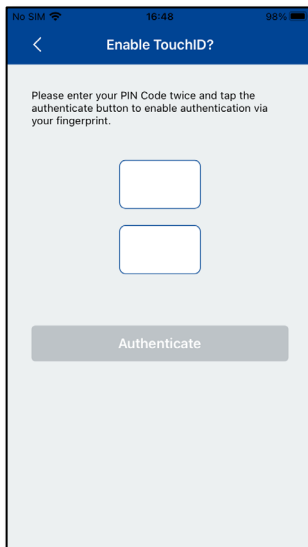 No SIM 16:48 98%
Enable TouchID?
Please enter your PIN Code twice and tap the
authenticate button to enable authentication via
your fingerprint.
Authenticate